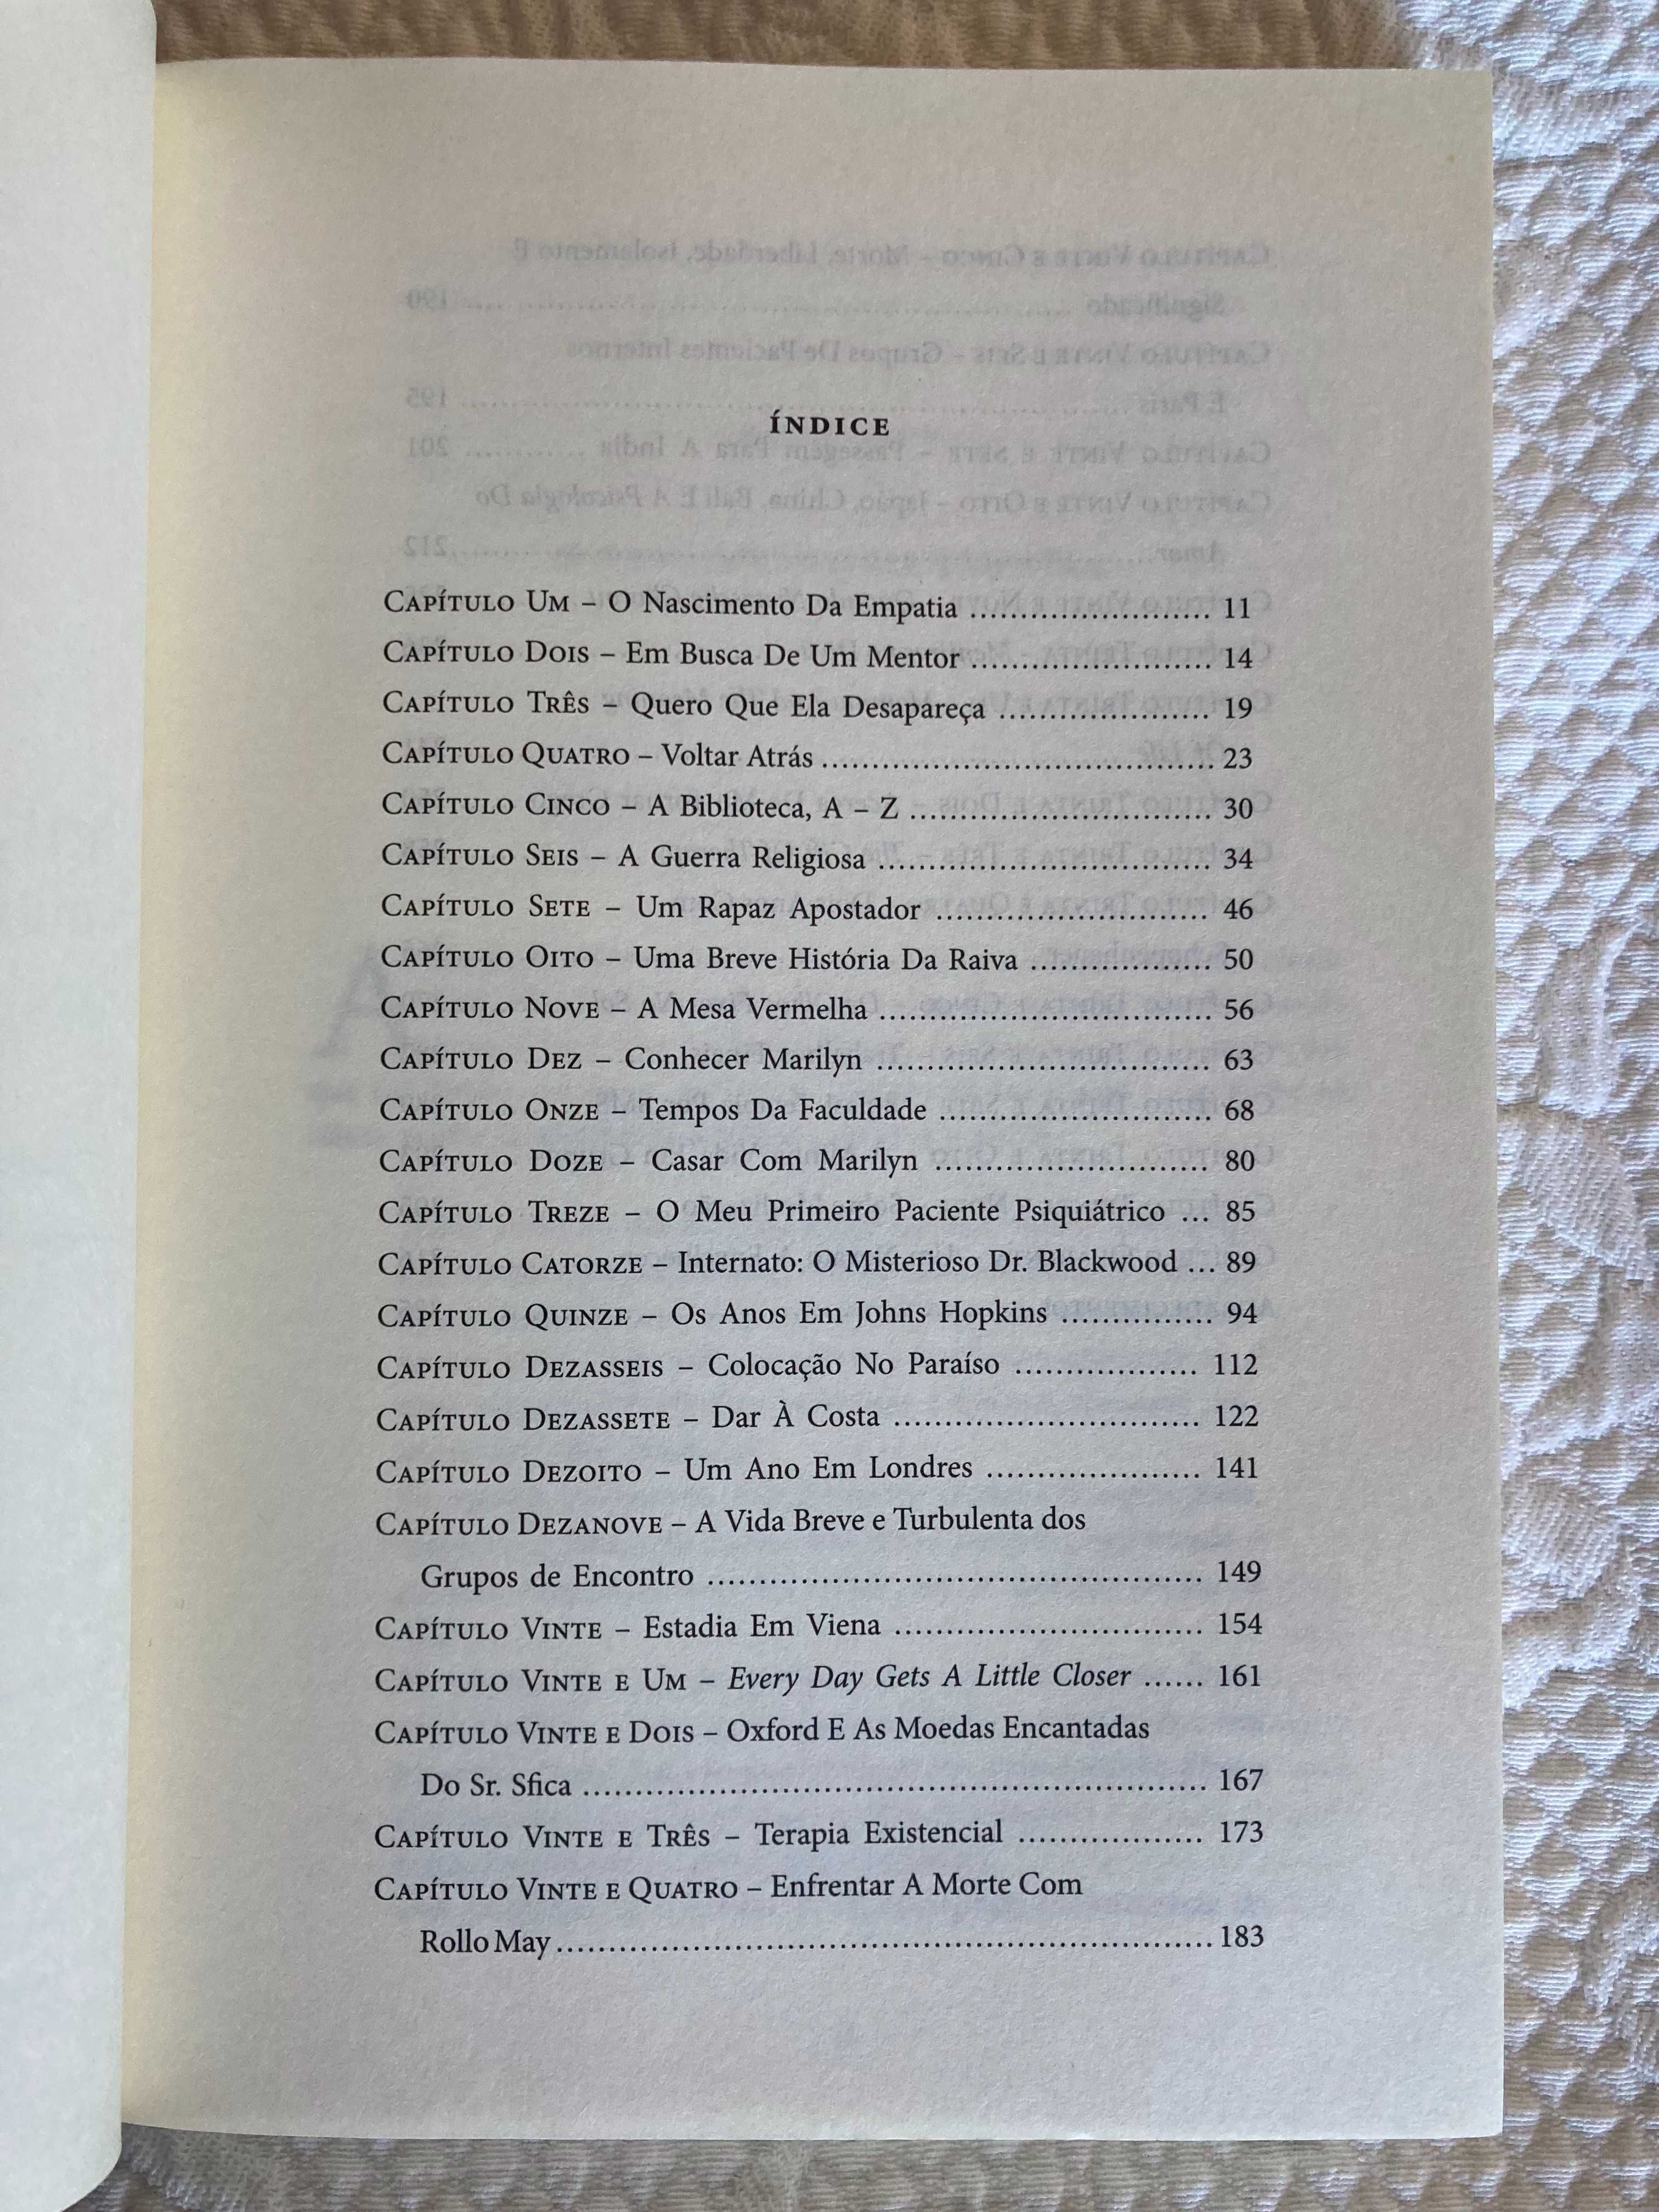 ÍNDICE
Capítulo Um – O Nascimento Da Empatia ........................ 11
Capítulo Dois – Em Busca De Um Mentor ........................ 14
Capítulo Três – Quero Que Ela Desapareça ..................... 19
Capítulo Quatro – Voltar Atrás ...................................... 23
Capítulo Cinco – A Biblioteca, A – Z .............................. 30
Capítulo Seis – A Guerra Religiosa ................................. 34
Capítulo Sete – Um Rapaz Apostador ........................... 46
Capítulo Oito – Uma Breve História Da Raiva .................. 50
Capítulo Nove – A Mesa Vermelha ................................. 56
Capítulo Dez – Conhecer Marilyn ................................. 63
Capítulo Onze – Tempos Da Faculdade ........................... 68
Capítulo Doze – Casar Com Marilyn ........................... 80
Capítulo Treze – O Meu Primeiro Paciente Psiquiátrico ... 85
Capítulo Catorze – Internato: O Misterioso Dr. Blackwood ... 89
Capítulo Quinze – Os Anos Em Johns Hopkins ............... 94
Capítulo Dezasseis – Colocação No Paraíso .................. 112
Capítulo Dezassete – Dar À Costa .............................. 122
Capítulo Dezoito – Um Ano Em Londres ..................... 141
Capítulo Dezanove – A Vida Breve e Turbulenta dos
Grupos de Encontro ................................................ 149
Capítulo Vinte – Estadia Em Viena .............................. 154
Capítulo Vinte e Um – Every Day Gets A Little Closer ...... 161
Capítulo Vinte e Dois – Oxford E As Moedas Encantadas
Do Sr. Sfica ............................................................ 167
Capítulo Vinte e Três – Terapia Existencial .................. 173
Capítulo Vinte e Quatro – Enfrentar A Morte Com
Rollo May ............................................................... 183